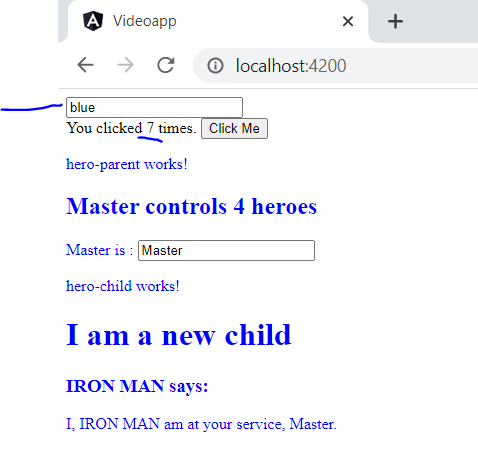 Videoapp
localhost:4200
blue
You clicked 7 times. Click Me
hero-parent works!
Master controls 4 heroes
Master is : Master
hero-child works!
I am a new child
IRON MAN says:
I, IRON MAN am at your service, Master.